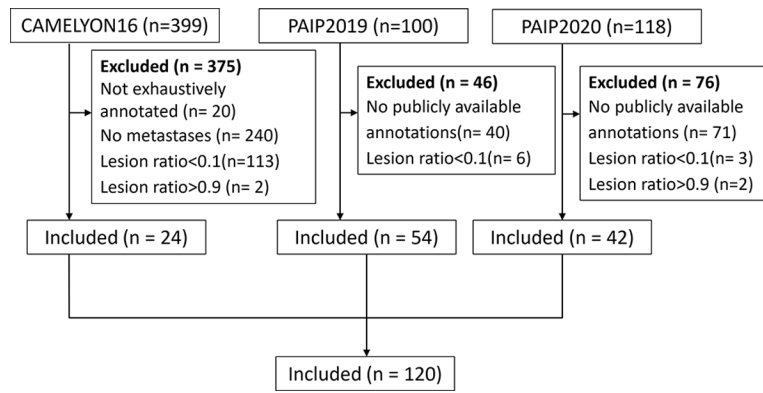 CAMELYON16 (n=399)
PAIP2019 (n=100)
PAIP2020 (n=118)
Excluded (n = 375)
Not exhaustively
annotated (n= 20)
No metastases (n= 240)
Lesion ratio<0.1(n=113)
Lesion ratio>0.9 (n= 2)
Excluded (n = 46)
No publicly available
annotations(n= 40)
Lesion ratio<0.1(n= 6)
Excluded (n = 76)
No publicly available
annotations (n= 71)
Lesion ratio<0.1(n= 3)
Lesion ratio>0.9 (n=2)
Included (n = 24)
Included (n = 54)
Included (n = 42)
Included (n = 120)